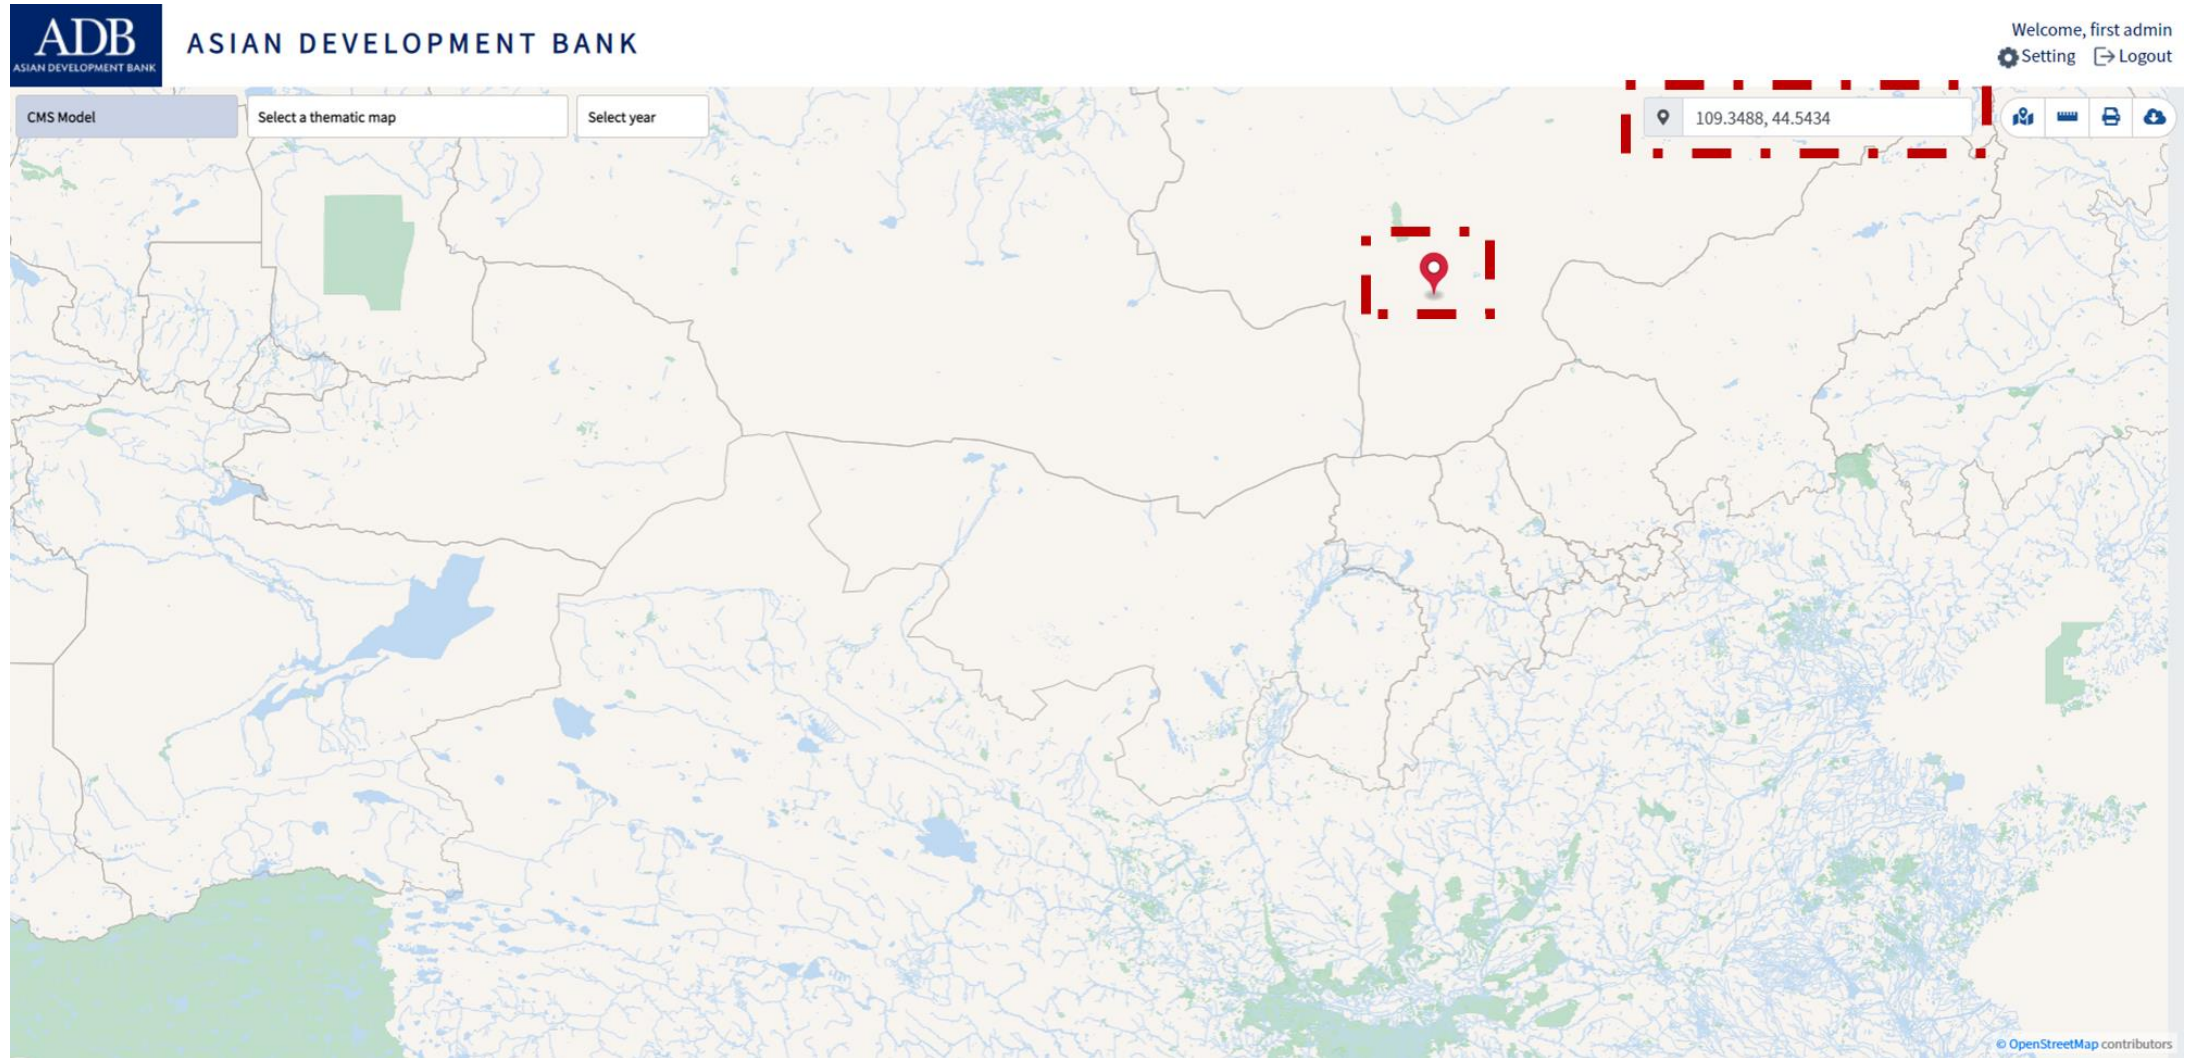 ADB
ASIAN DEVELOPMENT BANK
ASIAN DEVELOPMENT BANK
Welcome, first admin
Setting Logout
CMS Model
Select a thematic map
Select year
109.3488, 44.5434
© OpenStreetMap contributors